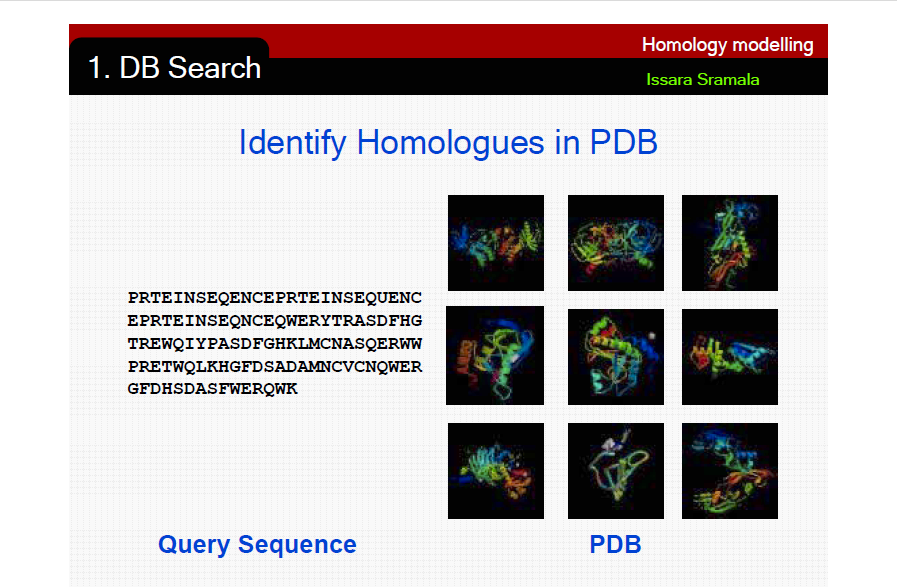 Homology modelling
1. DB Search
Issara Sramala
Identify Homologues in PDB
PRTEINSEQENCEPRTEINSEQUENC
EPRTEINSEQNCEQWERYTRASDFHG
TREWQIYPASDFGHKLMCNASQERWW
PRETWQLKHGFDSADAMNCVCNQWER
GFDHSDASFWERQWK
Query Sequence
PDB